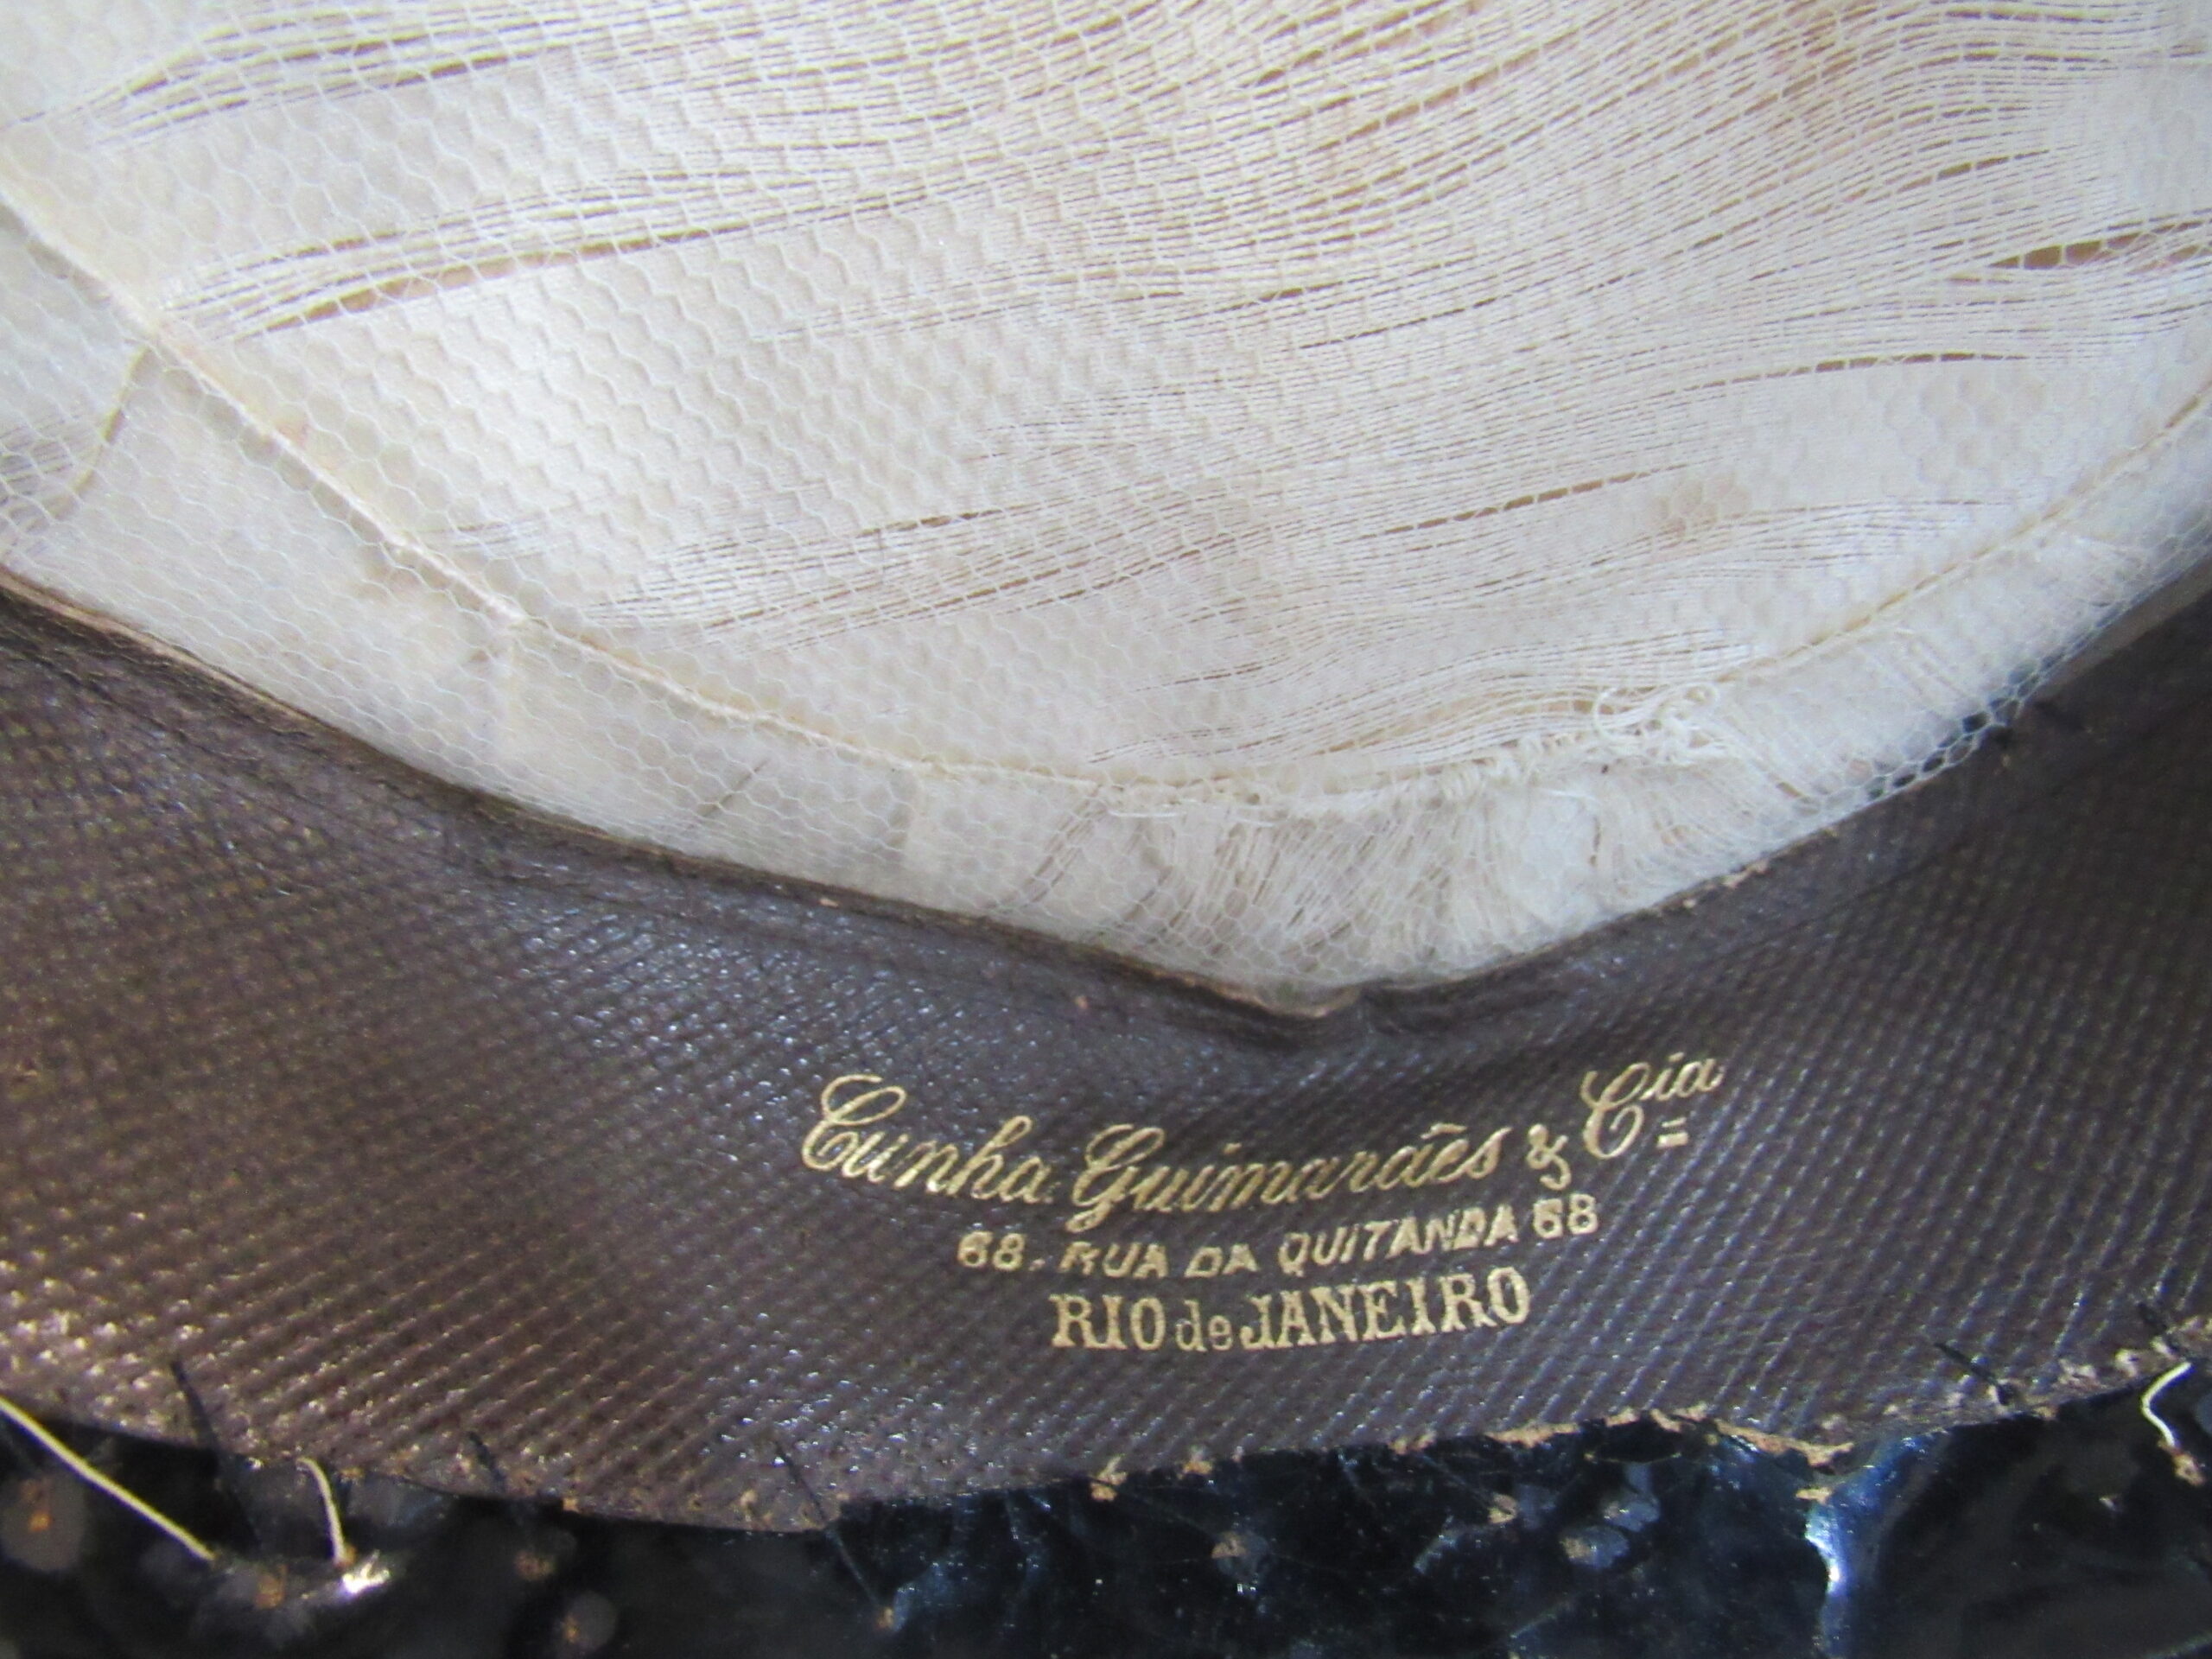 Cunha Guimarães & Cia
68. RUA DA QUITANDA 68
RIO de JANEIRO